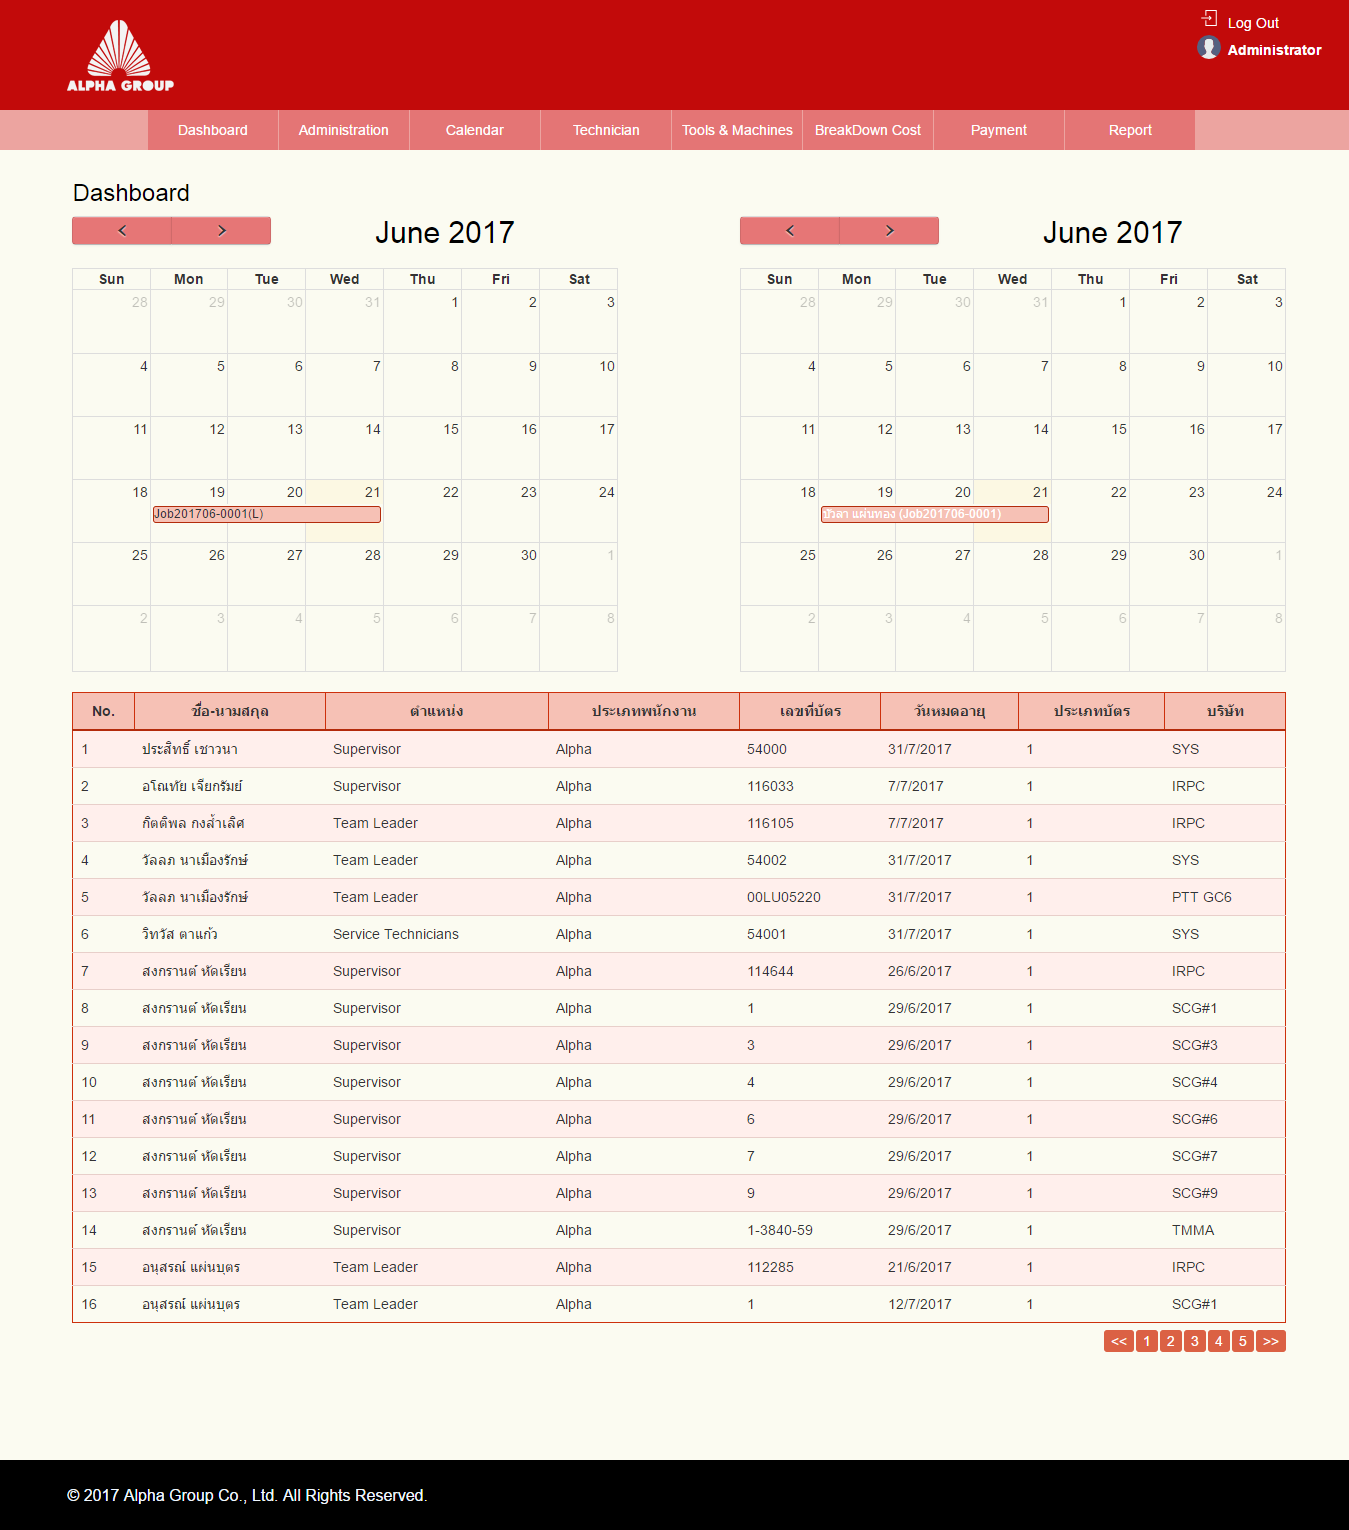 ALPHA GROUP
Log Out
Administrator
Dashboard Administration Calendar Technician Tools & Machines BreakDown Cost Payment Report
Dashboard
< > June 2017
Sun Mon Tue Wed Thu Fri Sat
28 29 30 31 1 2 3
4 5 6 7 8 9 10
11 12 13 14 15 16 17
18 19 20 21 22 23 24
Job201706-0001(L)
25 26 27 28 29 30 1
2 3 4 5 6 7 8
< > June 2017
Sun Mon Tue Wed Thu Fri Sat
28 29 30 31 1 2 3
4 5 6 7 8 9 10
11 12 13 14 15 16 17
18 19 20 21 22 23 24
บัวลา แผ่นทอง (Job201706-0001)
25 26 27 28 29 30 1
2 3 4 5 6 7 8
No. ชื่อ-นามสกุล ตำแหน่ง ประเภทพนักงาน เลขที่บัตร วันหมดอายุ ประเภทบัตร บริษัท
1 ประสิทธิ์ เชาวนา Supervisor Alpha 54000 31/7/2017 1 SYS
2 อโณทัย เจียกรัมย์ Supervisor Alpha 116033 7/7/2017 1 IRPC
3 กิตติพล กงล้ำเลิศ Team Leader Alpha 116105 7/7/2017 1 IRPC
4 วัลลภ นาเมืองรักษ์ Team Leader Alpha 54002 31/7/2017 1 SYS
5 วัลลภ นาเมืองรักษ์ Team Leader Alpha 00LU05220 31/7/2017 1 PTT GC6
6 วิทวัส ตาแก้ว Service Technicians Alpha 54001 31/7/2017 1 SYS
7 สงกรานต์ หัดเรียน Supervisor Alpha 114644 26/6/2017 1 IRPC
8 สงกรานต์ หัดเรียน Supervisor Alpha 1 29/6/2017 1 SCG#1
9 สงกรานต์ หัดเรียน Supervisor Alpha 3 29/6/2017 1 SCG#3
10 สงกรานต์ หัดเรียน Supervisor Alpha 4 29/6/2017 1 SCG#4
11 สงกรานต์ หัดเรียน Supervisor Alpha 6 29/6/2017 1 SCG#6
12 สงกรานต์ หัดเรียน Supervisor Alpha 7 29/6/2017 1 SCG#7
13 สงกรานต์ หัดเรียน Supervisor Alpha 9 29/6/2017 1 SCG#9
14 สงกรานต์ หัดเรียน Supervisor Alpha 1-3840-59 29/6/2017 1 TMMA
15 อนุสรณ์ แผ่นบุตร Team Leader Alpha 112285 21/6/2017 1 IRPC
16 อนุสรณ์ แผ่นบุตร Team Leader Alpha 1 12/7/2017 1 SCG#1
<< 1 2 3 4 5 >>
© 2017 Alpha Group Co., Ltd. All Rights Reserved.